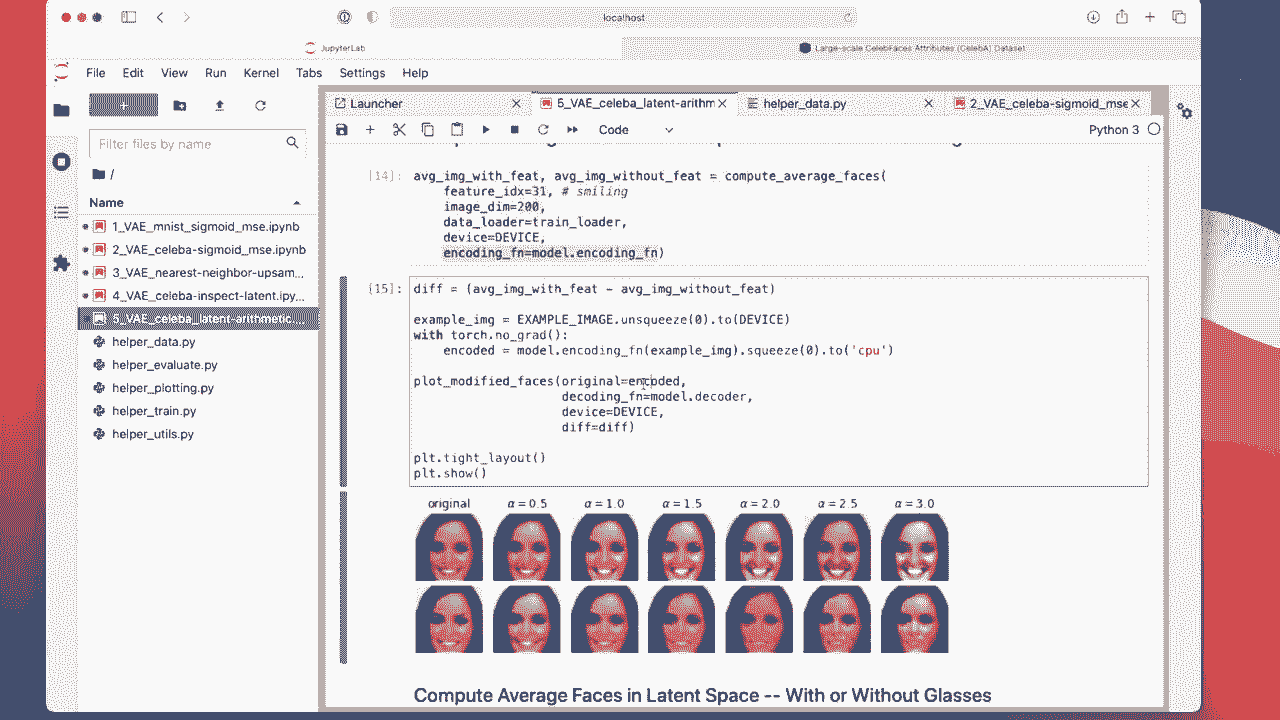 localhost
JupyterLab
Large-scale CelebFaces Attributes (CelebA) Dataset
File Edit View Run Kernel Tabs Settings Help
Launcher
5_VAE_celeba_latent-arithm
helper_data.py
2_VAE_celeba-sigmoid_mse
Filter files by name
/
Name
1_VAE_mnist_sigmoid_mse.ipynb
2_VAE_celeba-sigmoid_mse.ipynb
3_VAE_nearest-neighbor-upsam...
4_VAE_celeba-inspect-latent.ipy...
5_VAE_celeba_latent-arithmetic....
helper_data.py
helper_evaluate.py
helper_plotting.py
helper_train.py
helper_utils.py
Code
Python 3
[14]: avg_img_with_feat, avg_img_without_feat = compute_average_faces(
feature_idx=31, # smiling
image_dim=200,
data_loader=train_loader,
device=DEVICE,
encoding_fn=model.encoding_fn)
[15]: diff = (avg_img_with_feat - avg_img_without_feat)
example_img = EXAMPLE_IMAGE.unsqueeze(0).to(DEVICE)
with torch.no_grad():
encoded = model.encoding_fn(example_img).squeeze(0).to('cpu')
plot_modified_faces(original=encoded,
decoding_fn=model.decoder,
device=DEVICE,
diff=diff)
plt.tight_layout()
plt.show()
original α = 0.5 α = 1.0 α = 1.5 α = 2.0 α = 2.5 α = 3.0
Compute Average Faces in Latent Space -- With or Without Glasses